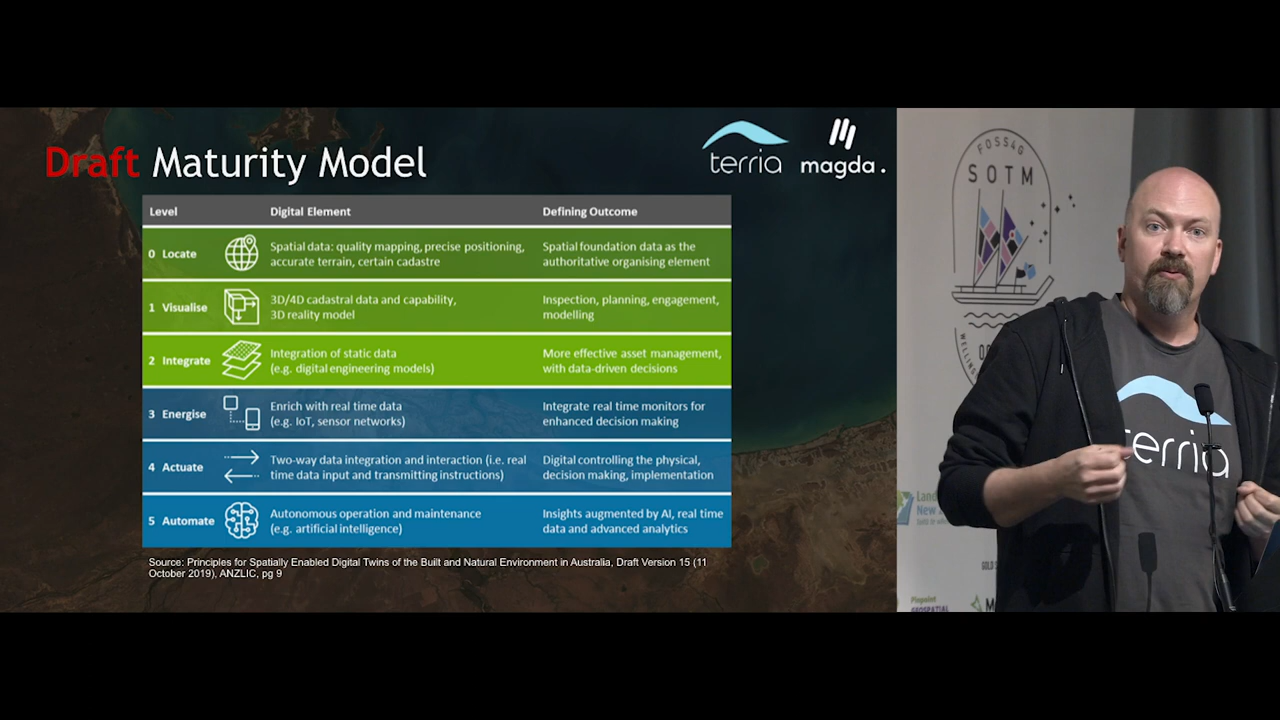 Draft Maturity Model
terria
magda.
Level Digital Element Defining Outcome
0 Locate
Spatial data: quality mapping, precise positioning,
accurate terrain, certain cadastre
Spatial foundation data as the
authoritative organising element
1 Visualise
3D/4D cadastral data and capability,
3D reality model
Inspection, planning, engagement,
modelling
2 Integrate
Integration of static data
(e.g. digital engineering models)
More effective asset management,
with data-driven decisions
3 Energise
Enrich with real time data
(e.g. IoT, sensor networks)
Integrate real time monitors for
enhanced decision making
4 Actuate
Two-way data integration and interaction (i.e. real
time data input and transmitting instructions)
Digital controlling the physical,
decision making, implementation
5 Automate
Autonomous operation and maintenance
(e.g. artificial intelligence)
Insights augmented by AI, real time
data and advanced analytics
Source: Principles for Spatially Enabled Digital Twins of the Built and Natural Environment in Australia, Draft Version 15 (11
October 2019), ANZLIC, pg 9
FOSS4G
SOTM
Land
New
GOLD
Pinpoint
GEOSPATIAL
terria